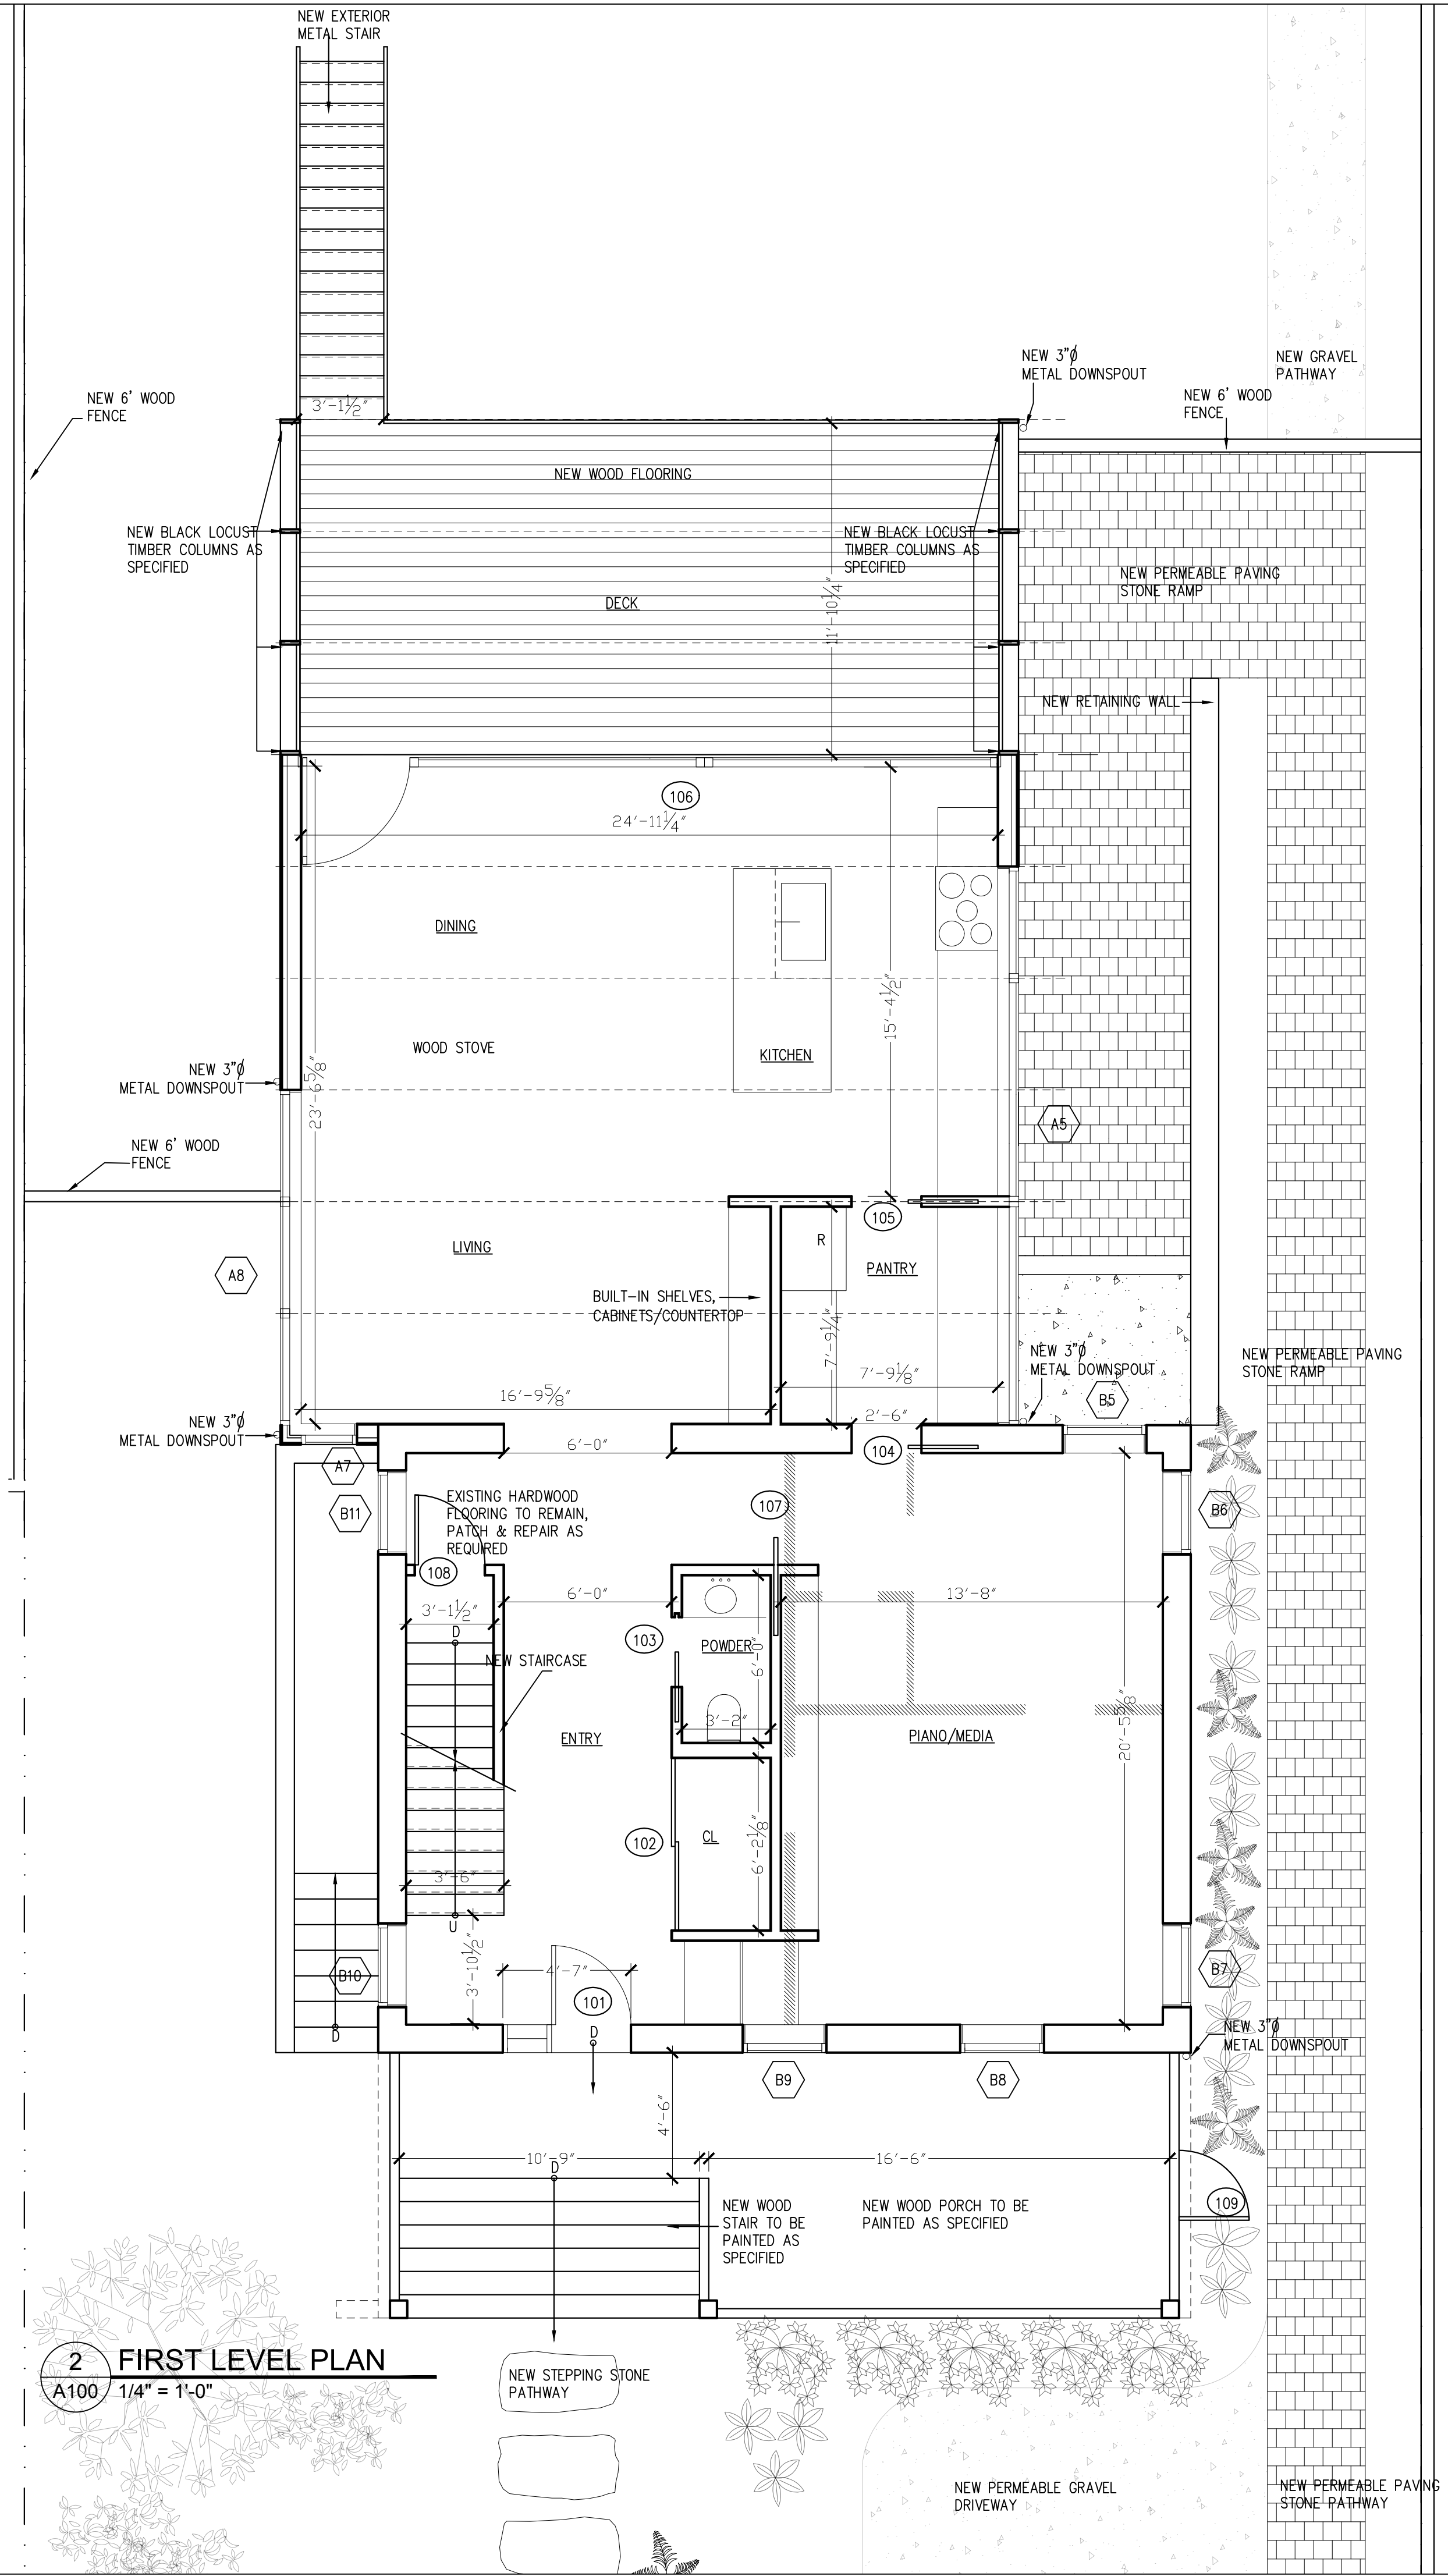 NEW EXTERIOR
METAL STAIR
NEW 3"Ø
METAL DOWNSPOUT
NEW GRAVEL
PATHWAY
NEW 6' WOOD
FENCE
NEW 6' WOOD
FENCE
3'-1½"
NEW WOOD FLOORING
NEW BLACK LOCUST
TIMBER COLUMNS AS
SPECIFIED
NEW BLACK LOCUST
TIMBER COLUMNS AS
SPECIFIED
NEW PERMEABLE PAVING
STONE RAMP
DECK
11'-10¼"
NEW RETAINING WALL
106
24'-11¼"
DINING
15'-4½"
WOOD STOVE
KITCHEN
NEW 3"Ø
METAL DOWNSPOUT
23'-6⅝"
A5
NEW 6' WOOD
FENCE
105
R
LIVING
PANTRY
A8
BUILT-IN SHELVES,
CABINETS/COUNTERTOP
7'-9¼"
NEW 3"Ø
METAL DOWNSPOUT
NEW PERMEABLE PAVING
STONE RAMP
7'-9⅛"
16'-9⅝"
B5
2'-6"
NEW 3"Ø
METAL DOWNSPOUT
6'-0"
104
A7
EXISTING HARDWOOD
FLOORING TO REMAIN,
PATCH & REPAIR AS
REQUIRED
B11
107
B6
108
6'-0"
13'-8"
3'-1½"
D
103
POWDER
6'-0"
NEW STAIRCASE
3'-2"
ENTRY
PIANO/MEDIA
20'-5⅝"
CL
102
6'-2⅛"
3'-6"
U
3'-10½"
B10
4'-7"
B7
101
D
D
NEW 3"Ø
METAL DOWNSPOUT
B9
B8
4'-6"
10'-9"
16'-6"
D
NEW WOOD
STAIR TO BE
PAINTED AS
SPECIFIED
NEW WOOD PORCH TO BE
PAINTED AS SPECIFIED
109
2
A100
FIRST LEVEL PLAN
1/4" = 1'-0"
NEW STEPPING STONE
PATHWAY
NEW PERMEABLE GRAVEL
DRIVEWAY
NEW PERMEABLE PAVING
STONE PATHWAY